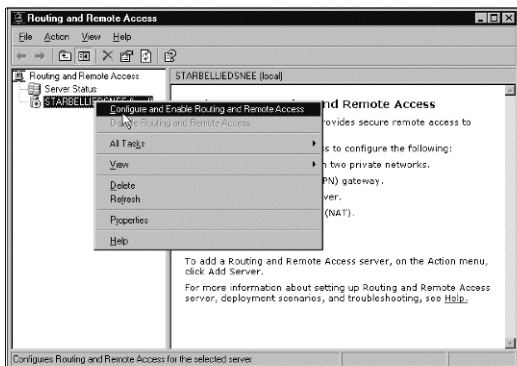 Routing and Remote Access
File Action View Help
Routing and Remote Access
Server Status
STARBELLIEDSNEE
STARBELLIEDSNEE (local)
Configure and Enable Routing and Remote Access
Disable Routing and Remote Access
All Tasks
View
Delete
Refresh
Properties
Help
nd Remote Access
rovides secure remote access to
s to configure the following:
two private networks.
PN) gateway.
ver.
(NAT).
To add a Routing and Remote Access server, on the Action menu,
click Add Server.
For more information about setting up Routing and Remote Access
server, deployment scenarios, and troubleshooting, see Help.
Configures Routing and Remote Access for the selected server